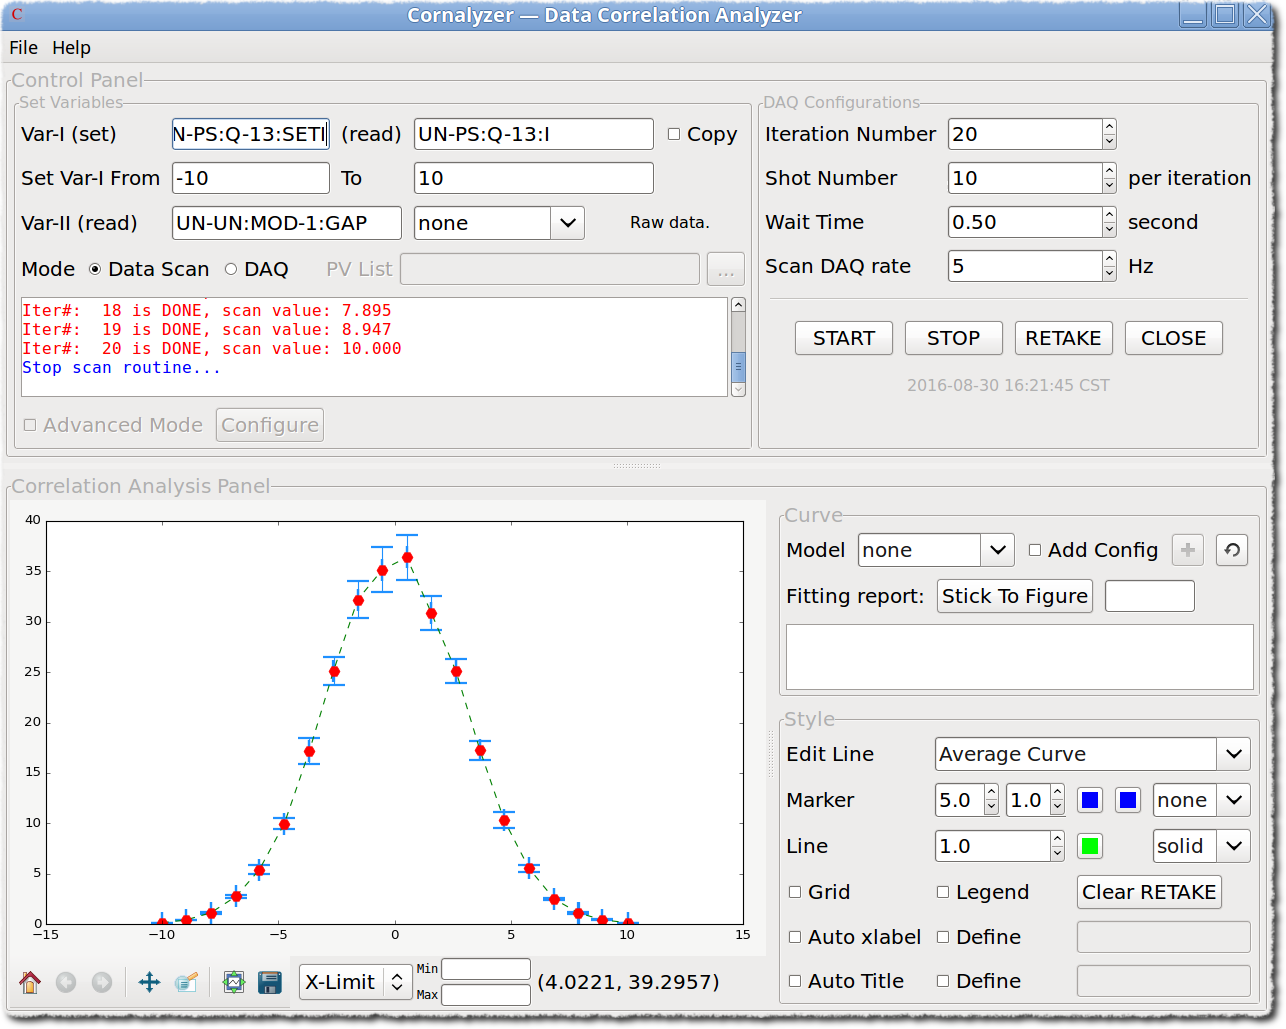 C Cornalyzer — Data Correlation Analyzer
File Help
Control Panel
Set Variables
Var-I (set) N-PS:Q-13:SETI (read) UN-PS:Q-13:I Copy
Set Var-I From -10 To 10
Var-II (read) UN-UN:MOD-1:GAP none Raw data.
Mode Data Scan DAQ PV List ...
Iter#: 18 is DONE, scan value: 7.895
Iter#: 19 is DONE, scan value: 8.947
Iter#: 20 is DONE, scan value: 10.000
Stop scan routine...
Advanced Mode Configure
DAQ Configurations
Iteration Number 20
Shot Number 10 per iteration
Wait Time 0.50 second
Scan DAQ rate 5 Hz
START STOP RETAKE CLOSE
2016-08-30 16:21:45 CST
Correlation Analysis Panel
40
35
30
25
20
15
10
5
0
−15 −10 −5 0 5 10 15
X-Limit Min Max (4.0221, 39.2957)
Curve
Model none Add Config
Fitting report: Stick To Figure
Style
Edit Line Average Curve
Marker 5.0 1.0 none
Line 1.0 solid
Grid Legend Clear RETAKE
Auto xlabel Define
Auto Title Define